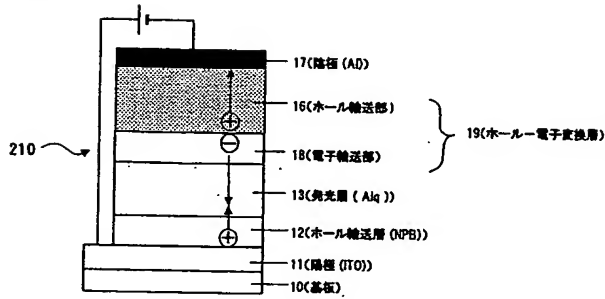 17(陰極(Al))
16(ホール輸送部)
19(ホール－電子変換層)
210
18(電子輸送部)
13(発光層(Alq))
12(ホール輸送層(NPB))
11(陽極(ITO))
10(基板)